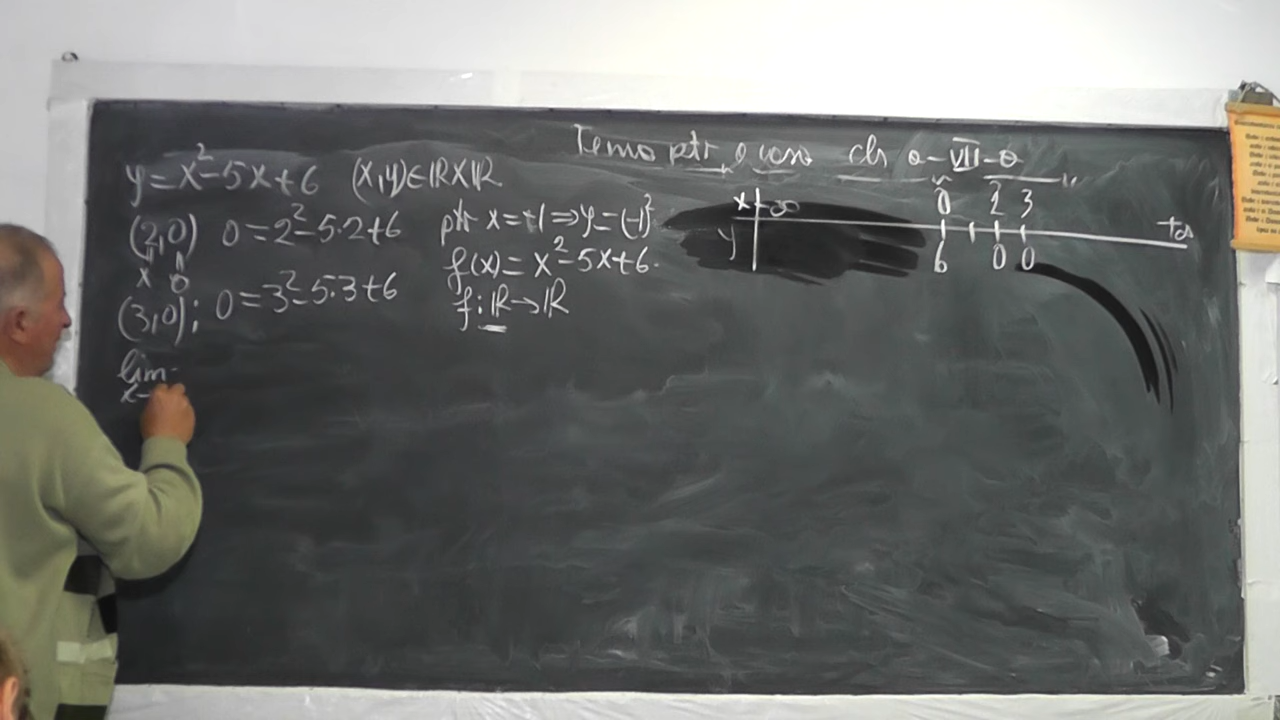 Tema ptr acasa cls a-VII-a
y=x²-5x+6 (x,y)∈ℝ×ℝ
(2,0) 0=2²-5·2+6 ptr x=+1⇒y=(-1)²
x 0 f(x)=x²-5x+6.
(3,0); 0=3²-5·3+6 f:ℝ→ℝ
lim
x→
x -∞ 0 2 3 +∞
y 6 0 0